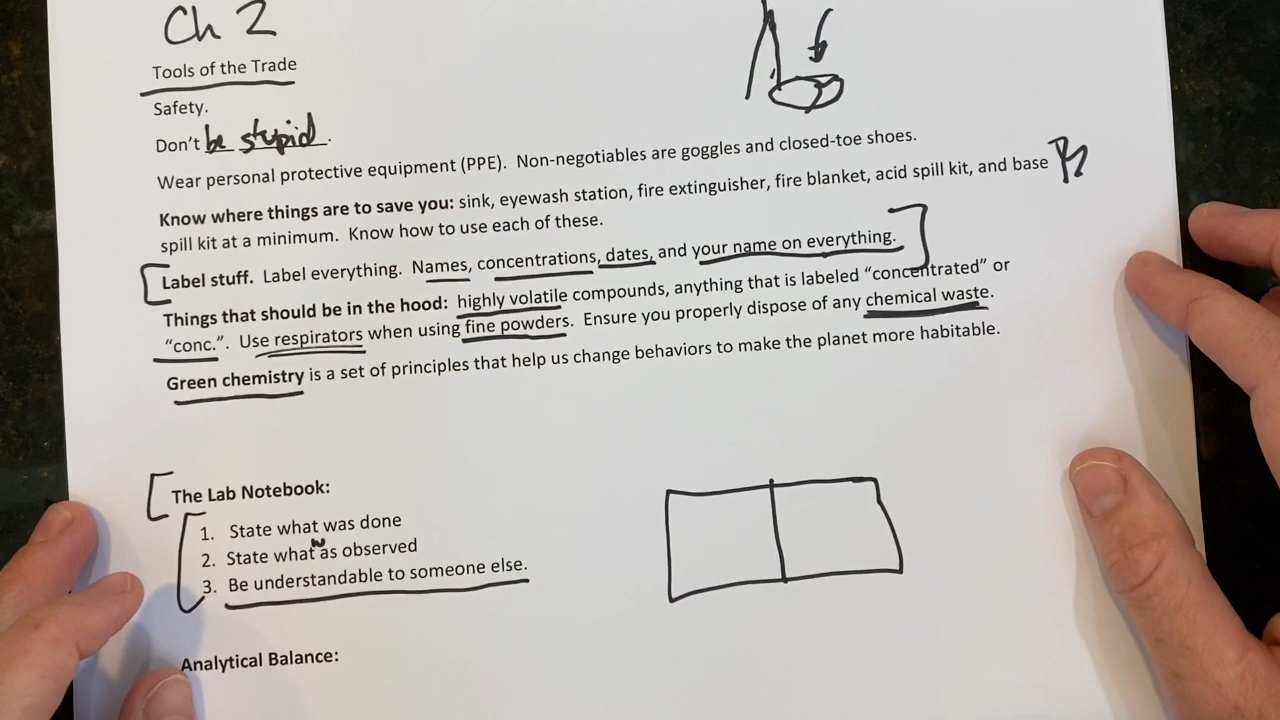 Ch 2
Tools of the Trade
Safety.
Don't be stupid.
Wear personal protective equipment (PPE). Non-negotiables are goggles and closed-toe shoes.
Know where things are to save you: sink, eyewash station, fire extinguisher, fire blanket, acid spill kit, and base
spill kit at a minimum. Know how to use each of these.
Label stuff. Label everything. Names, concentrations, dates, and your name on everything.
Things that should be in the hood: highly volatile compounds, anything that is labeled “concentrated” or
“conc.”. Use respirators when using fine powders. Ensure you properly dispose of any chemical waste.
Green chemistry is a set of principles that help us change behaviors to make the planet more habitable.
The Lab Notebook:
1. State what was done
2. State what was observed
3. Be understandable to someone else.
Analytical Balance: